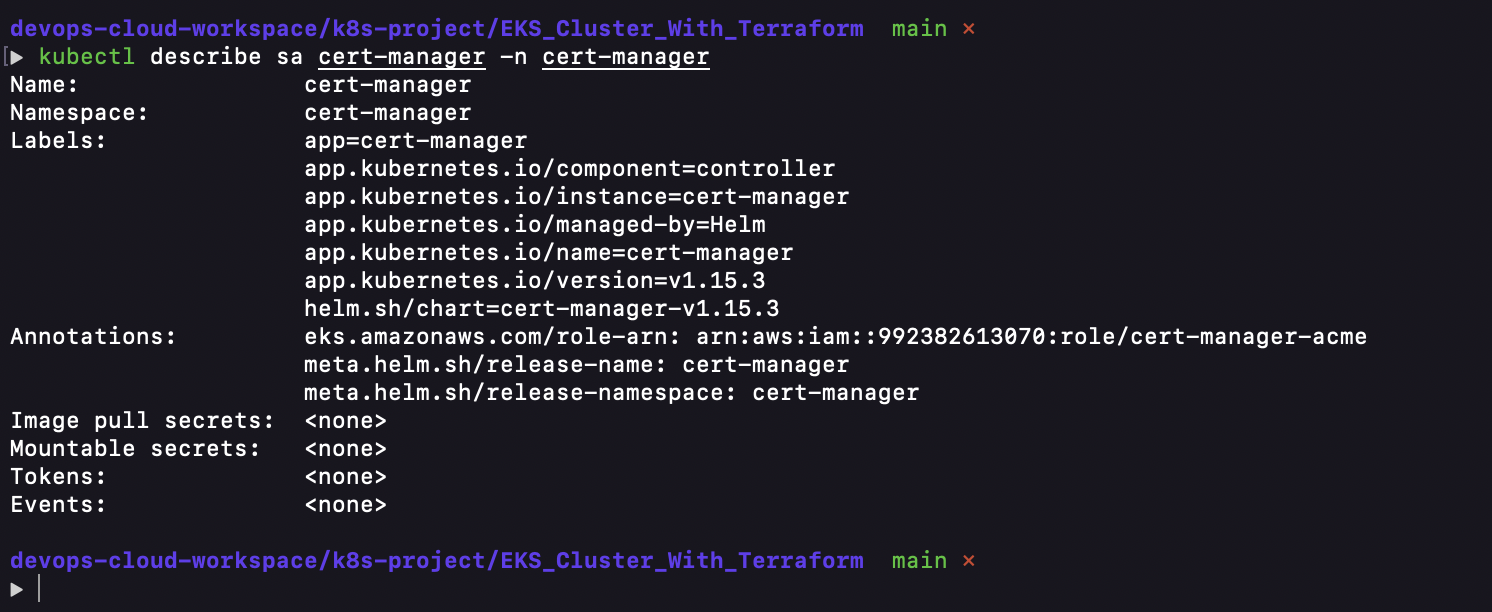 devops-cloud-workspace/k8s-project/EKS_Cluster_With_Terraform main ×
[▶ kubectl describe sa cert-manager -n cert-manager
Name: cert-manager
Namespace: cert-manager
Labels: app=cert-manager
app.kubernetes.io/component=controller
app.kubernetes.io/instance=cert-manager
app.kubernetes.io/managed-by=Helm
app.kubernetes.io/name=cert-manager
app.kubernetes.io/version=v1.15.3
helm.sh/chart=cert-manager-v1.15.3
Annotations: eks.amazonaws.com/role-arn: arn:aws:iam::992382613070:role/cert-manager-acme
meta.helm.sh/release-name: cert-manager
meta.helm.sh/release-namespace: cert-manager
Image pull secrets: <none>
Mountable secrets: <none>
Tokens: <none>
Events: <none>
devops-cloud-workspace/k8s-project/EKS_Cluster_With_Terraform main ×
▶